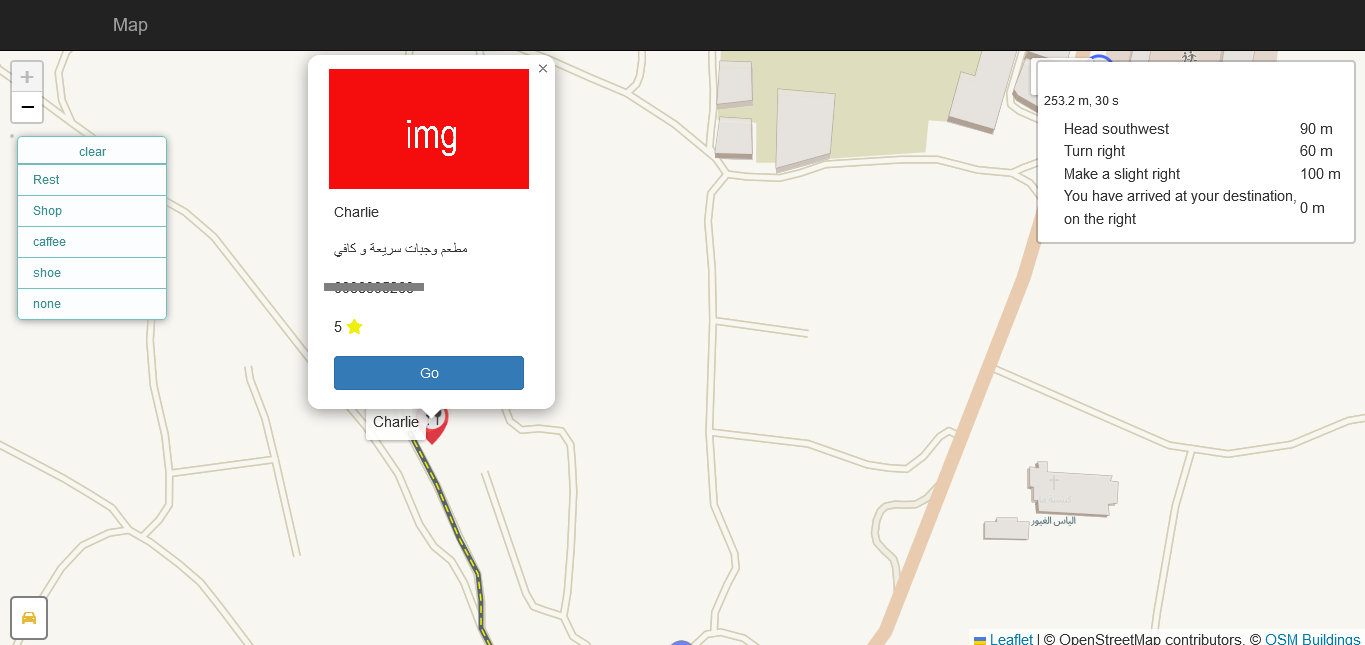 Map
+
−
clear
Rest
Shop
caffee
shoe
none
×
img
Charlie
مطعم وجبات سريعة و كافي
5
Go
Charlie
253.2 m, 30 s
Head southwest 90 m
Turn right 60 m
Make a slight right 100 m
You have arrived at your destination,
on the right 0 m
الياس الغيور
Leaflet | © OpenStreetMap contributors, © OSM Buildings